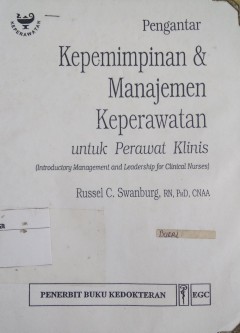 KEPERAWATAN
Pengantar
Kepemimpinan &
Manajemen
Keperawatan
untuk Perawat Klinis
(Introductory Management and Leadership for Clinical Nurses)
Russel C. Swanburg, RN, PhD, CNAA
a
PENERBIT BUKU KEDOKTERAN
EGC